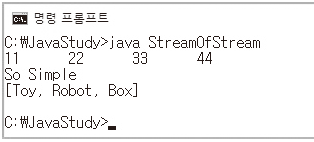 명령 프롬프트
C:\JavaStudy>java StreamOfStream
11      22      33      44
So Simple
[Toy, Robot, Box]
C:\JavaStudy>